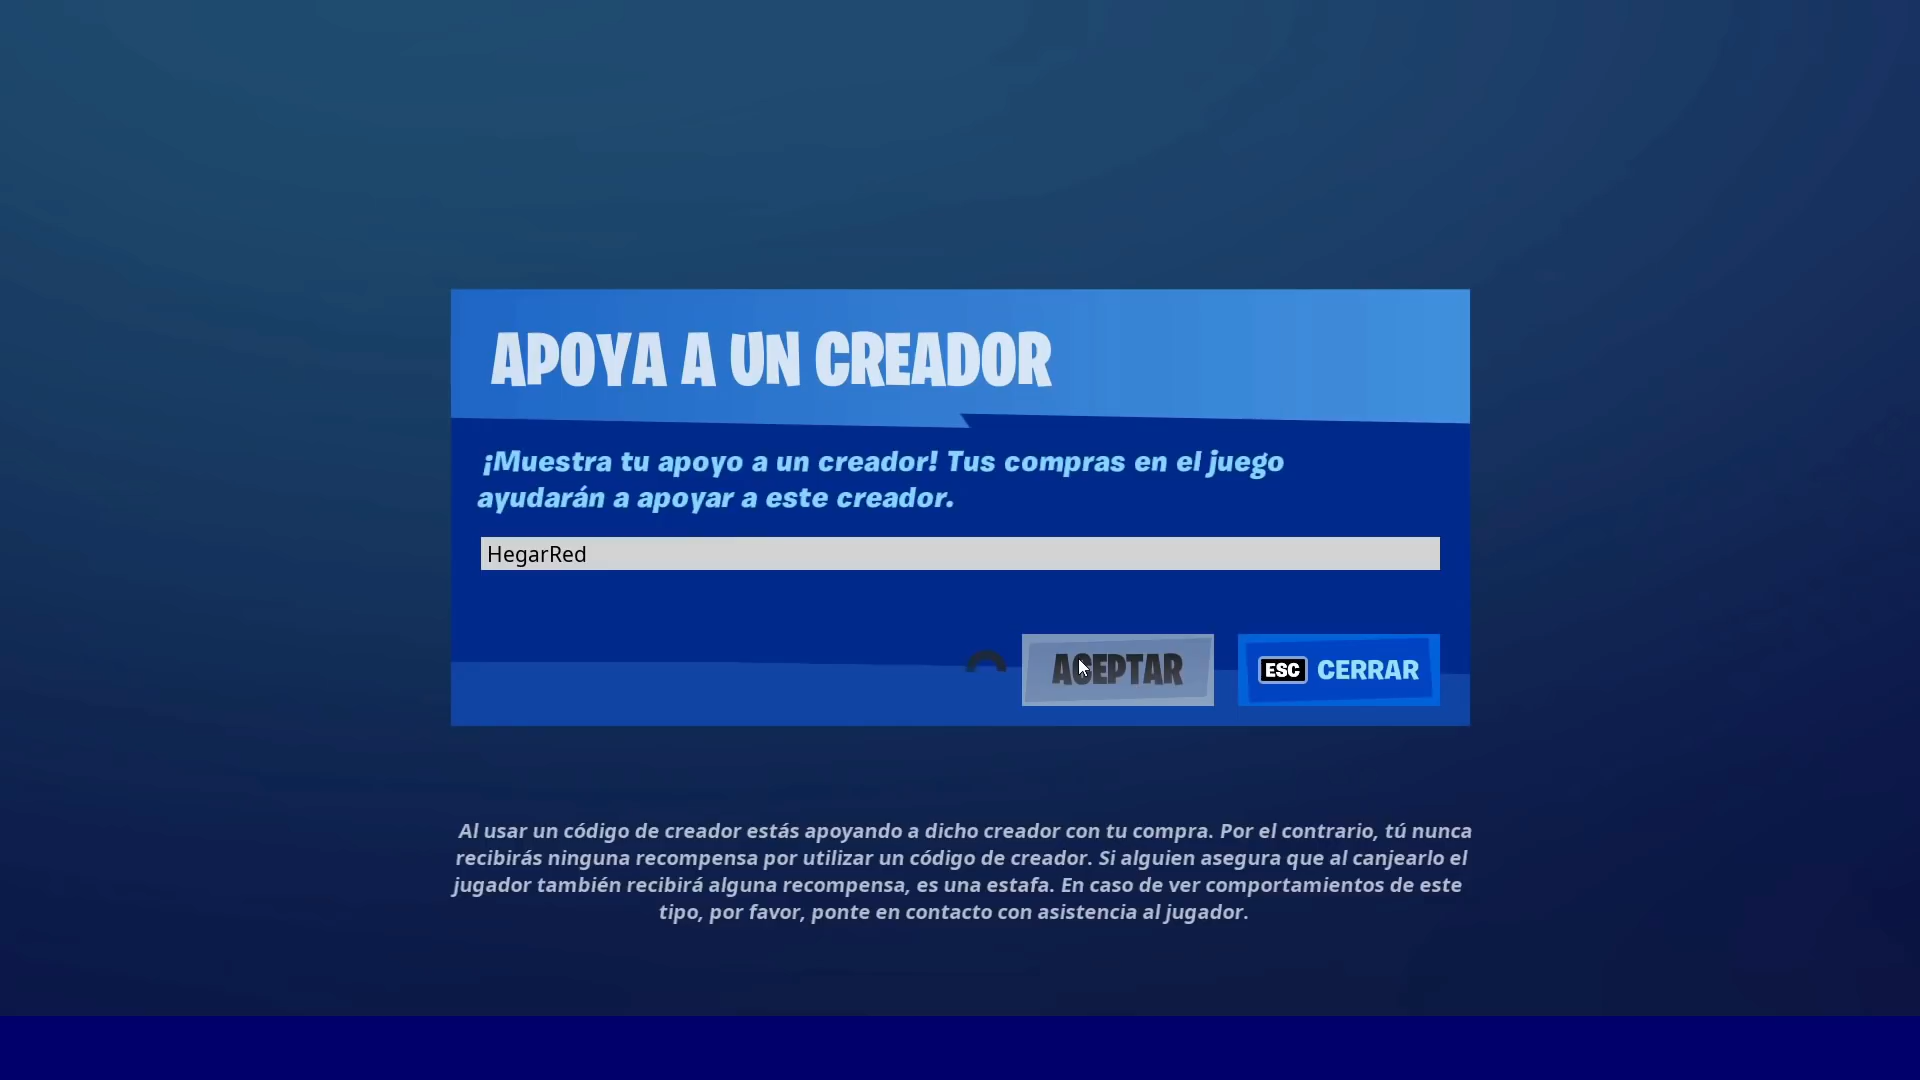 APOYA A UN CREADOR
¡Muestra tu apoyo a un creador! Tus compras en el juego
ayudarán a apoyar a este creador.
HegarRed
ACEPTAR
ESC CERRAR
Al usar un código de creador estás apoyando a dicho creador con tu compra. Por el contrario, tú nunca
recibirás ninguna recompensa por utilizar un código de creador. Si alguien asegura que al canjearlo el
jugador también recibirá alguna recompensa, es una estafa. En caso de ver comportamientos de este
tipo, por favor, ponte en contacto con asistencia al jugador.